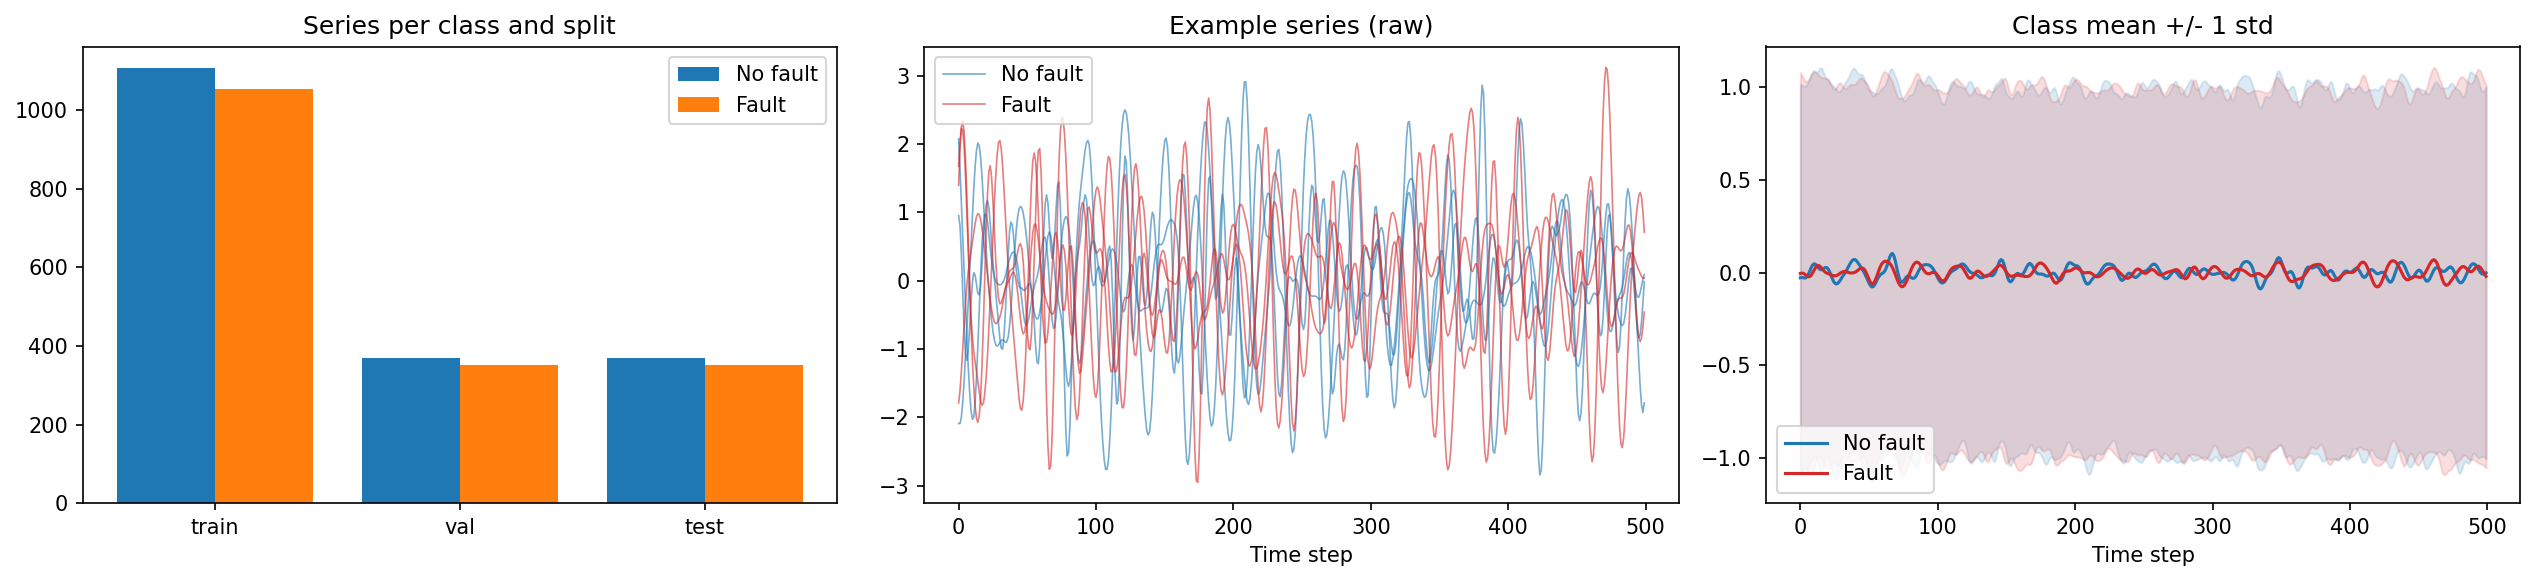 Series per class and split
No fault
Fault
1000
800
600
400
200
0
train
val
test
Example series (raw)
No fault
Fault
3
2
1
0
−1
−2
−3
0
100
200
300
400
500
Time step
Class mean +/- 1 std
1.0
0.5
0.0
−0.5
−1.0
No fault
Fault
0
100
200
300
400
500
Time step